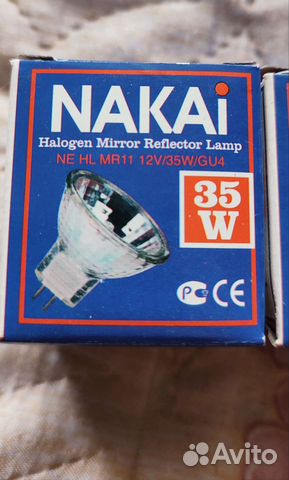 NAKAi
Halogen Mirror Reflector Lamp
NE HL MR11 12V/35W/GU4
35
W
P CE
Avito